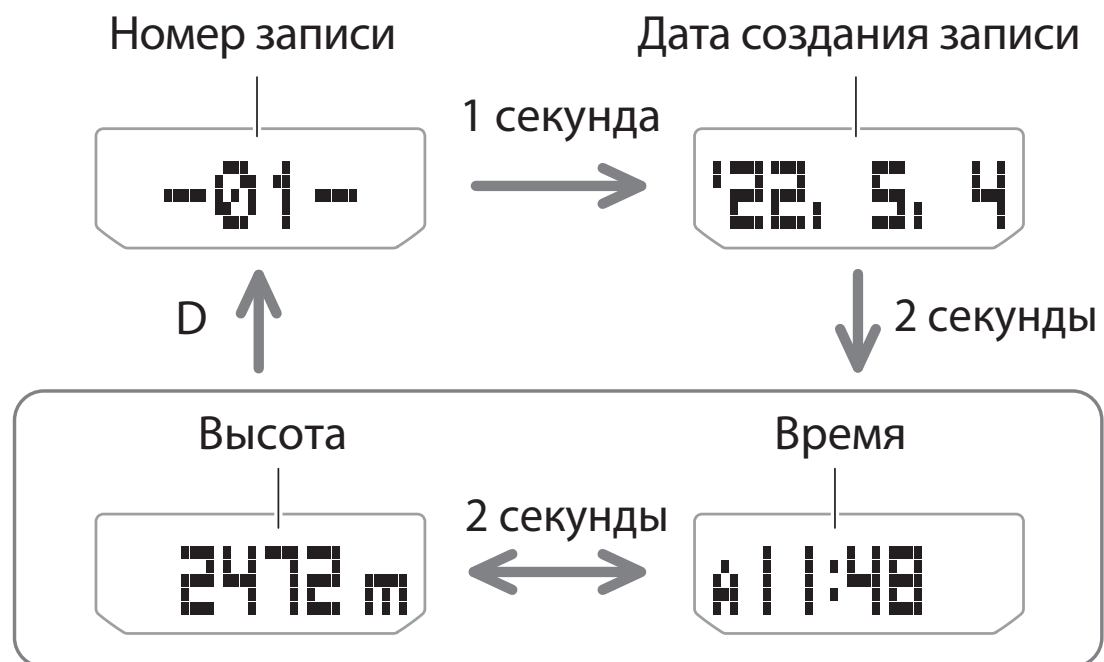 Номер записи
Дата создания записи
1 секунда
-01-
'22. 5. 4
D
2 секунды
Высота
Время
2 секунды
2472 m
A11:48